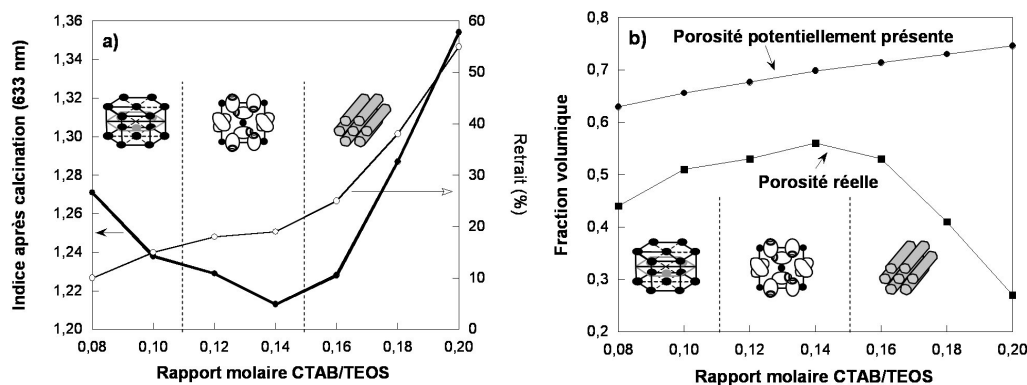 a)
Indice après calcination (633 nm)
1,36
1,34
1,32
1,30
1,28
1,26
1,24
1,22
1,20
60
50
40
30
20
10
0
Retrait (%)
0,08 0,10 0,12 0,14 0,16 0,18 0,20
Rapport molaire CTAB/TEOS
b)
Fraction volumique
0,8
0,7
0,6
0,5
0,4
0,3
0,2
Porosité potentiellement présente
Porosité réelle
0,08 0,10 0,12 0,14 0,16 0,18 0,20
Rapport molaire CTAB/TEOS